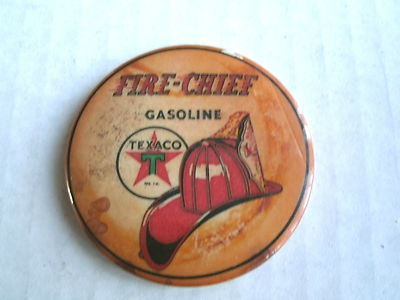 FIRE-CHIEF
GASOLINE
TEXACO
T